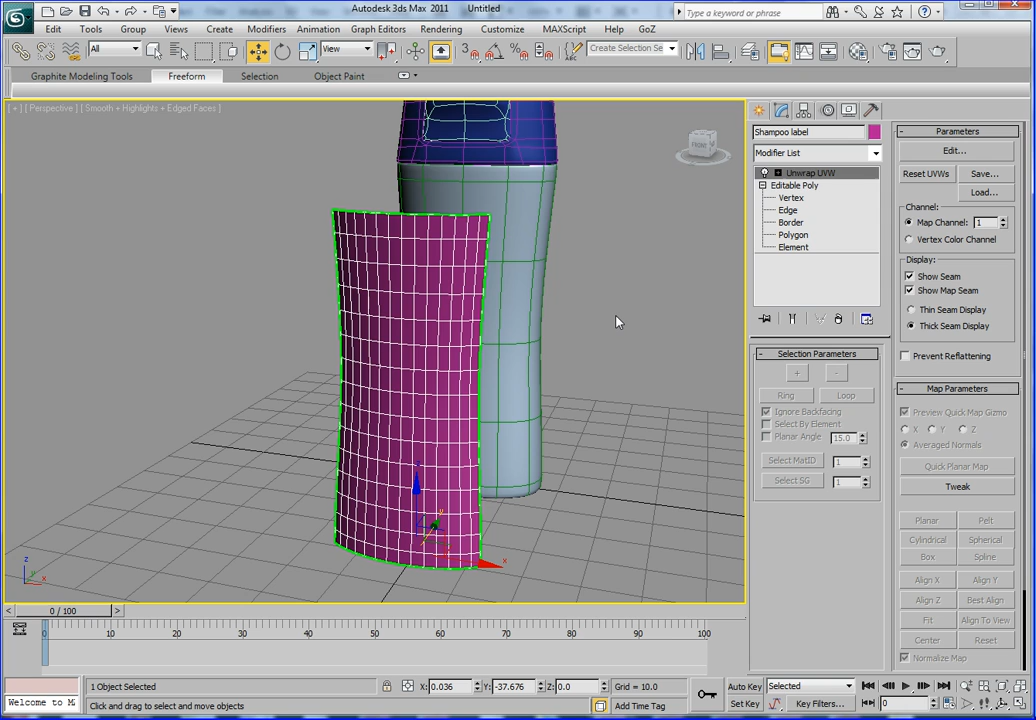 Autodesk 3ds Max 2011 Untitled
Type a keyword or phrase
Edit Tools Group Views Create Modifiers Animation Graph Editors Rendering Customize MAXScript Help GoZ
All View Create Selection Se
Graphite Modeling Tools Freeform Selection Object Paint
[ + ] [ Perspective ] [ Smooth + Highlights + Edged Faces ]
FRONT
Shampoo label
Modifier List
Unwrap UVW
Editable Poly
Vertex
Edge
Border
Polygon
Element
Selection Parameters
+ -
Ring Loop
Ignore Backfacing
Select By Element
Planar Angle 15.0
Select MatID 1
Select SG 1
Parameters
Edit...
Reset UVWs Save...
Load...
Channel:
Map Channel: 1
Vertex Color Channel
Display:
Show Seam
Show Map Seam
Thin Seam Display
Thick Seam Display
Prevent Reflattening
Map Parameters
Preview Quick Map Gizmo
X Y Z
Averaged Normals
Quick Planar Map
Tweak
Planar Pelt
Cylindrical Spherical
Box Spline
Align X Align Y
Align Z Best Align
Fit Align To View
Center Reset
Normalize Map
z y x
x y
0 / 100
0 10 20 30 40 50 60 70 80 90 100
1 Object Selected X: 0.036 Y: -37.676 Z: 0.0 Grid = 10.0 Auto Key Selected
Welcome to M Click and drag to select and move objects Add Time Tag Set Key Key Filters... 0